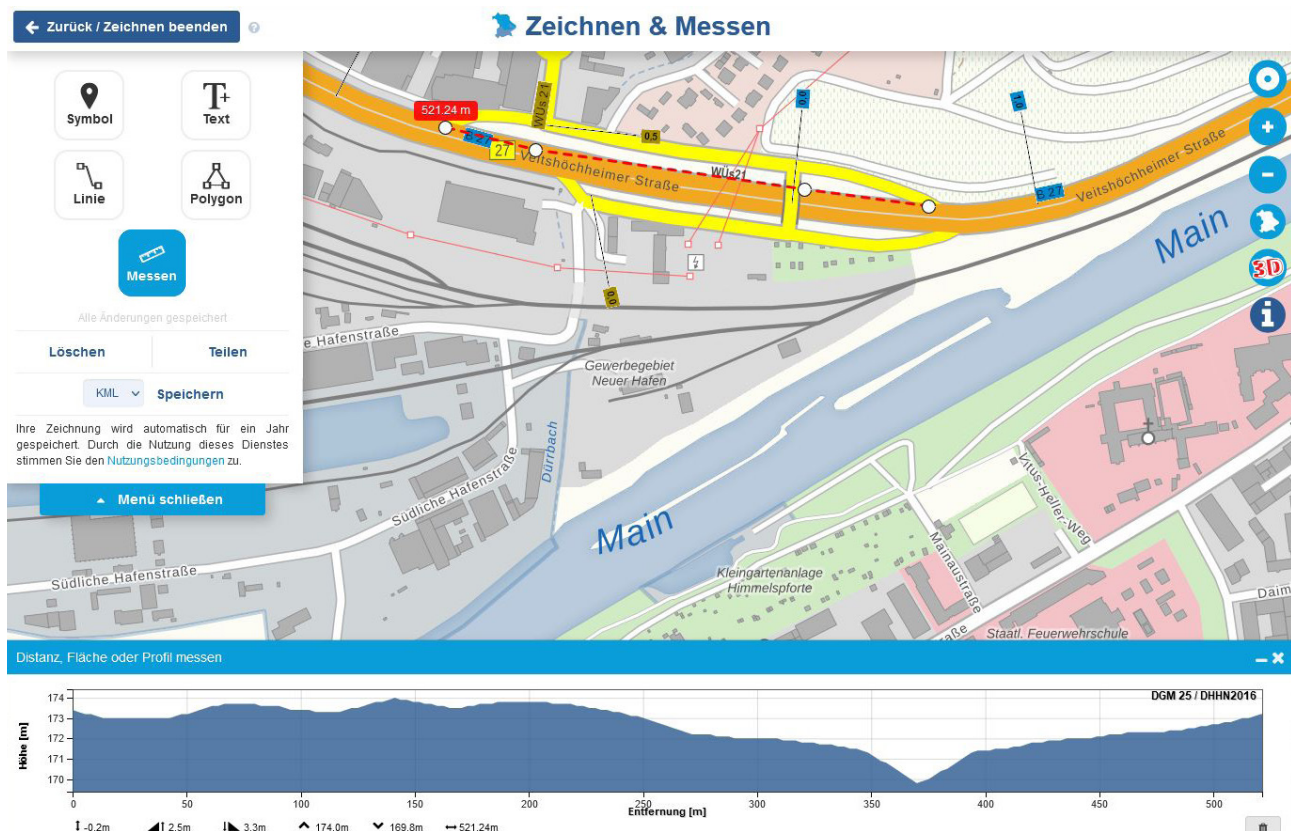 Zurück / Zeichnen beenden
Zeichnen & Messen
Symbol
Text
Linie
Polygon
Messen
Alle Änderungen gespeichert
Löschen
Teilen
KML
Speichern
Ihre Zeichnung wird automatisch für ein Jahr
gespeichert. Durch die Nutzung dieses Dienstes
stimmen Sie den Nutzungsbedingungen zu.
Menü schließen
521.24 m
WÜs 21
B 27
27
0,5
0,0
1,0
Veitshöchheimer Straße
WÜs21
B 27
Veitshöchheimer Straße
3D
Main
0,0
e Hafenstraße
Gewerbegebiet
Neuer Hafen
Dürrbach
Südliche Hafenstraße
Main
Vitus-Heller-Weg
Mainaustraße
Südliche Hafenstraße
Kleingartenanlage
Himmelspforte
Daim
aße
Staatl. Feuerwehrschule
Distanz, Fläche oder Profil messen
DGM 25 / DHHN2016
Höhe [m]
174
173
172
171
170
0 50 100 150 200 250 300 350 400 450 500
Entfernung [m]
-0.2m 2.5m 3.3m 174.0m 169.8m 521.24m